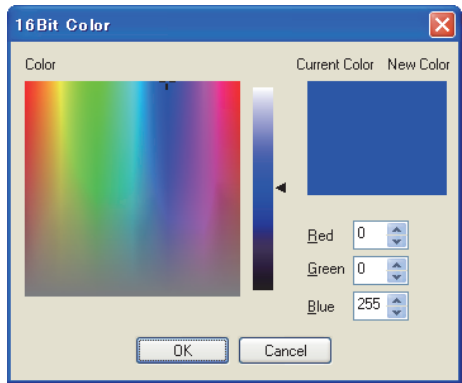 16Bit Color
Color
Current Color New Color
Red 0
Green 0
Blue 255
OK Cancel